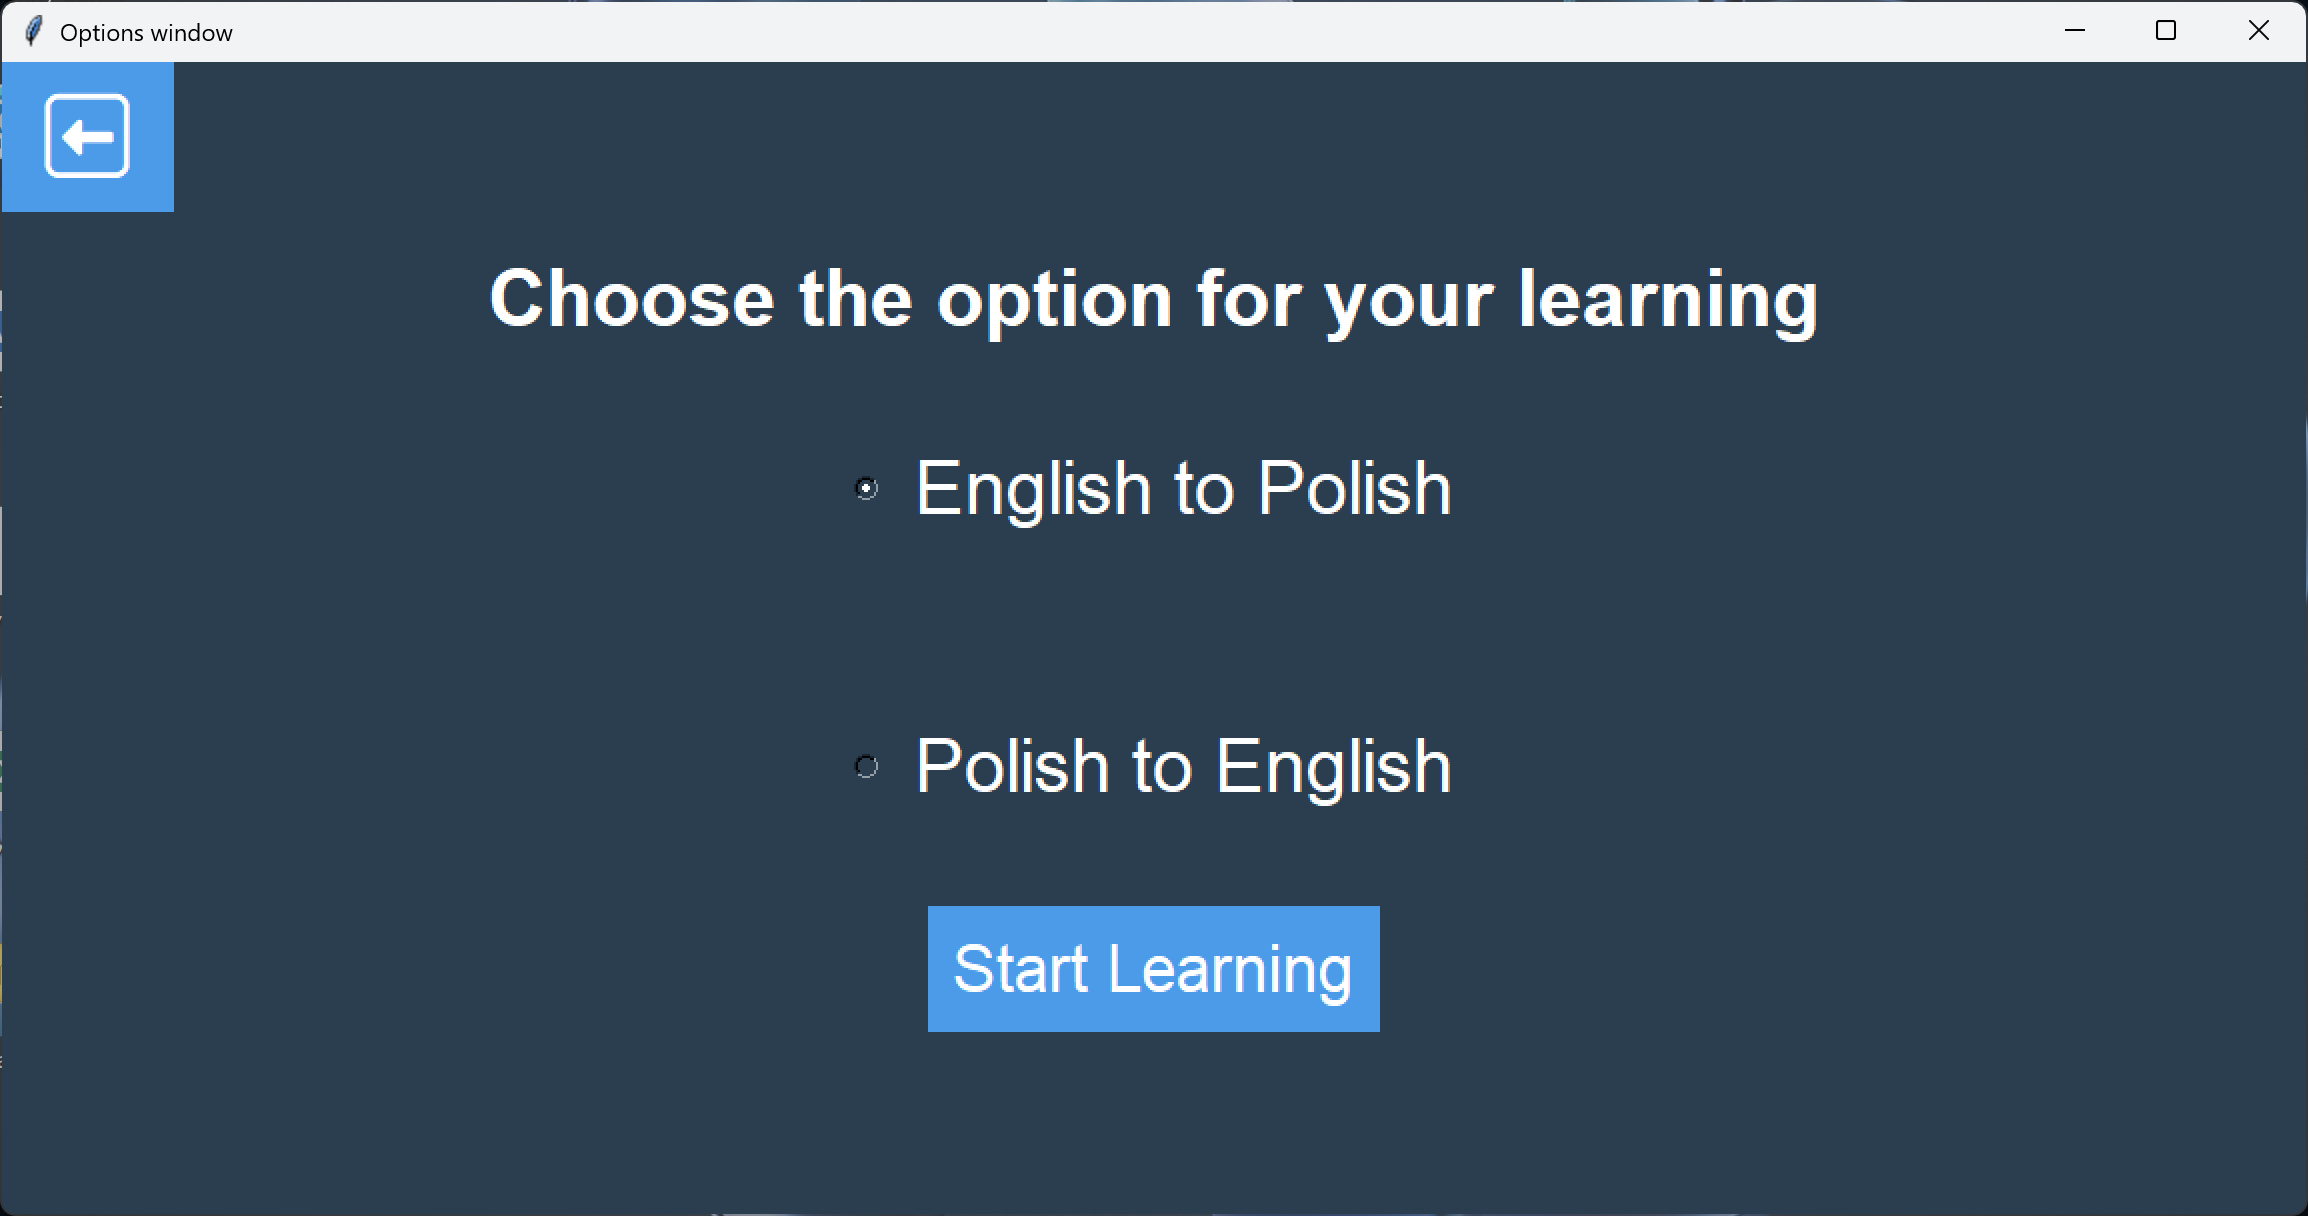 Options window
Choose the option for your learning
English to Polish
Polish to English
Start Learning